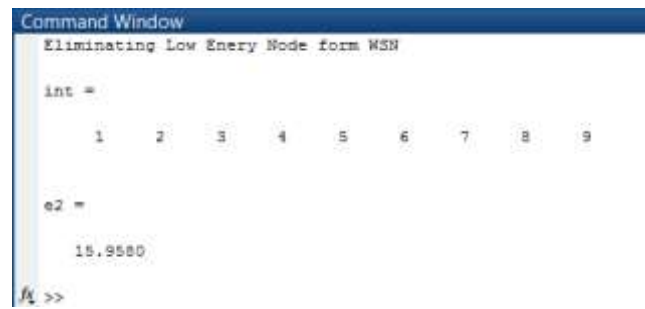 Command Window
Eliminating Low Enery Node form WSN
int =
1 2 3 4 5 6 7 8 9
e2 =
15.9580
fx >>